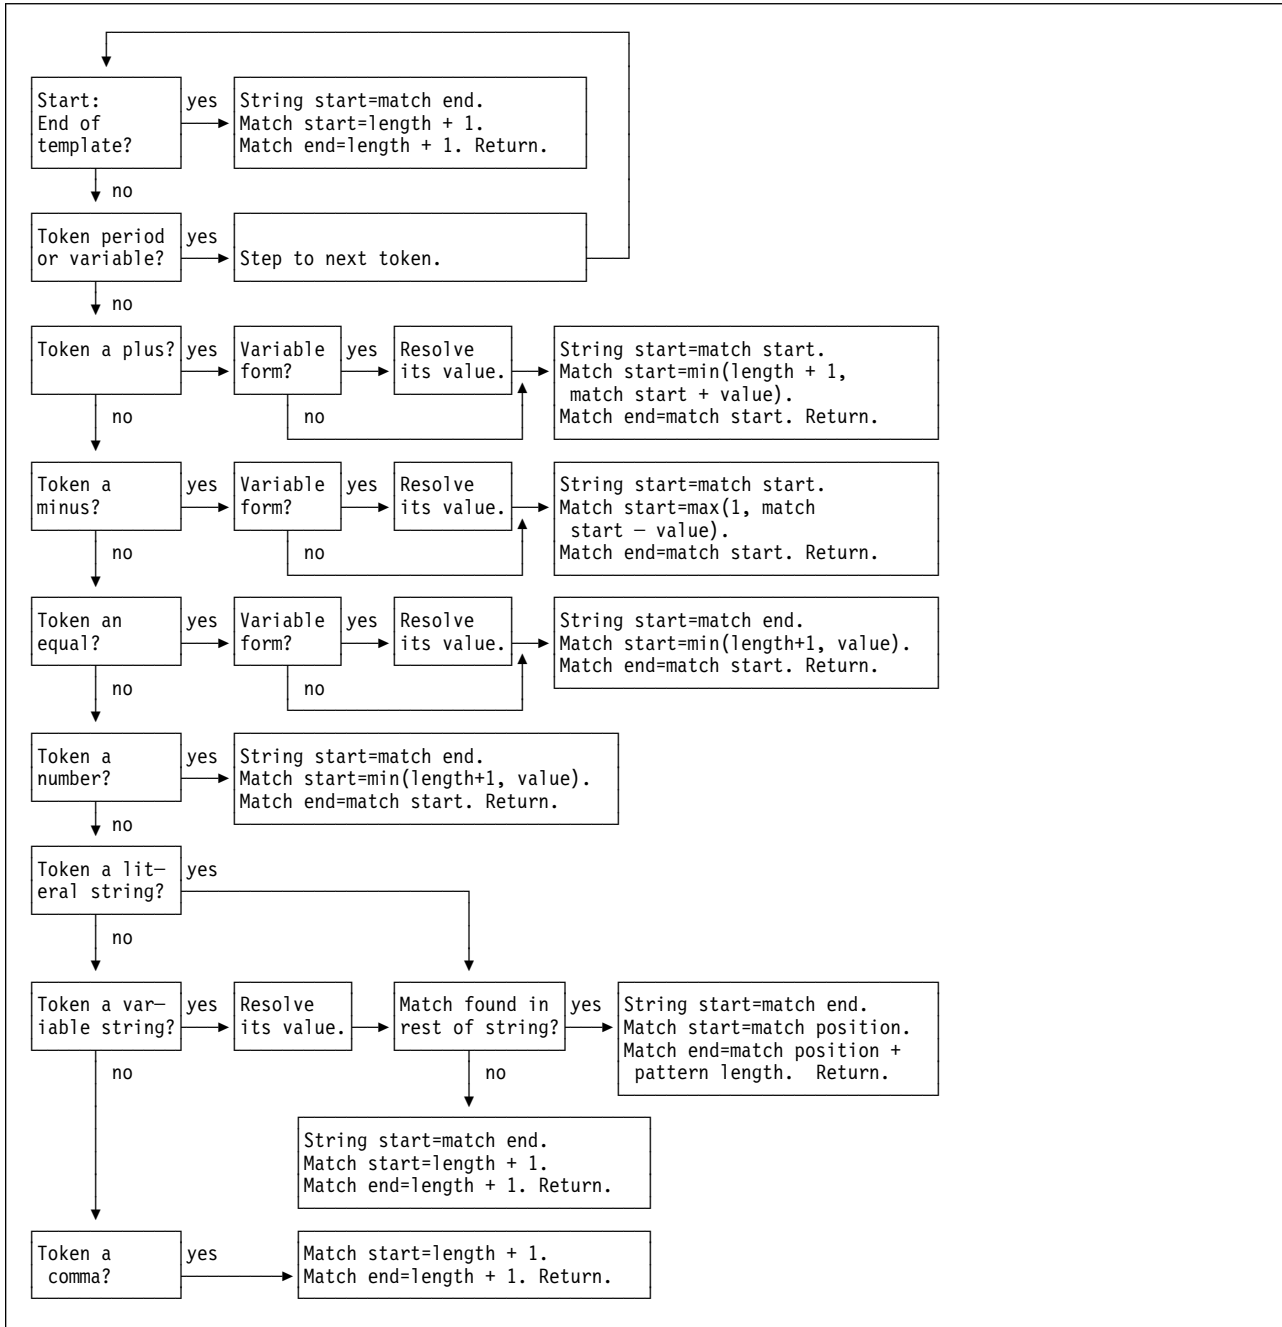 Start:
End of
template?
yes
String start=match end.
Match start=length + 1.
Match end=length + 1. Return.
no
Token period
or variable?
yes
Step to next token.
no
Token a plus?
yes
Variable
form?
yes
Resolve
its value.
String start=match start.
Match start=min(length + 1,
match start + value).
Match end=match start. Return.
no
no
Token a
minus?
yes
Variable
form?
yes
Resolve
its value.
String start=match start.
Match start=max(1, match
start — value).
Match end=match start. Return.
no
no
Token an
equal?
yes
Variable
form?
yes
Resolve
its value.
String start=match end.
Match start=min(length+1, value).
Match end=match start. Return.
no
no
Token a
number?
yes
String start=match end.
Match start=min(length+1, value).
Match end=match start. Return.
no
Token a lit—
eral string?
yes
no
Token a var—
iable string?
yes
Resolve
its value.
Match found in
rest of string?
yes
String start=match end.
Match start=match position.
Match end=match position +
pattern length. Return.
no
no
String start=match end.
Match start=length + 1.
Match end=length + 1. Return.
Token a
comma?
yes
Match start=length + 1.
Match end=length + 1. Return.